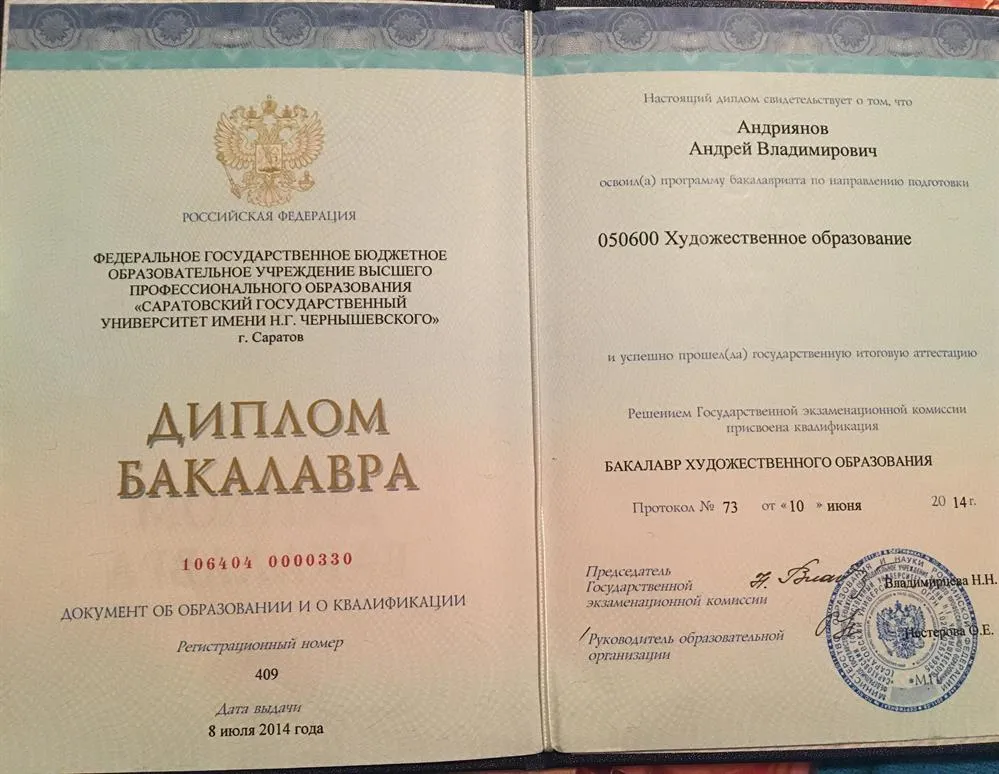 РОССИЙСКАЯ ФЕДЕРАЦИЯ
ФЕДЕРАЛЬНОЕ ГОСУДАРСТВЕННОЕ БЮДЖЕТНОЕ
ОБРАЗОВАТЕЛЬНОЕ УЧРЕЖДЕНИЕ ВЫСШЕГО
ПРОФЕССИОНАЛЬНОГО ОБРАЗОВАНИЯ
«САРАТОВСКИЙ ГОСУДАРСТВЕННЫЙ
УНИВЕРСИТЕТ ИМЕНИ Н.Г. ЧЕРНЫШЕВСКОГО»
г. Саратов
ДИПЛОМ
БАКАЛАВРА
106404 0000330
ДОКУМЕНТ ОБ ОБРАЗОВАНИИ И О КВАЛИФИКАЦИИ
Регистрационный номер
409
Дата выдачи
8 июля 2014 года
Настоящий диплом свидетельствует о том, что
Андриянов
Андрей Владимирович
освоил(а) программу бакалавриата по направлению подготовки
050600 Художественное образование
и успешно прошел(ла) государственную итоговую аттестацию
Решением Государственной экзаменационной комиссии
присвоена квалификация
БАКАЛАВР ХУДОЖЕСТВЕННОГО ОБРАЗОВАНИЯ
Протокол № 73 от «10 » июня 2014 г.
Председатель
Государственной
экзаменационной комиссии
Владимирцева Н.Н.
Руководитель образовательной
организации
Нестерова О.Е.
М.П.